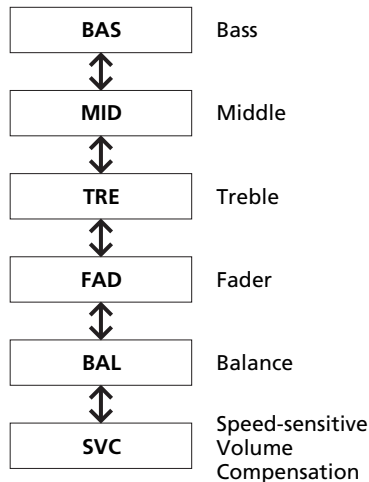 BAS Bass
MID Middle
TRE Treble
FAD Fader
BAL Balance
SVC Speed-sensitive
Volume
Compensation